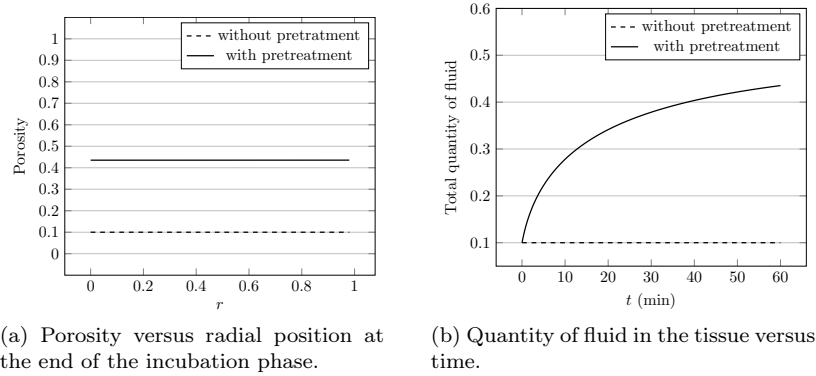 without pretratment
with pretreatment
1
0.9
0.8
0.7
0.6
0.5
0.4
0.3
0.2
0.1
0
Porosity
0 0.2 0.4 0.6 0.8 1
r
(a) Porosity versus radial position at
the end of the incubation phase.
without pretreatment
with pretreatment
0.6
0.5
0.4
0.3
0.2
0.1
Total quantity of fluid
0 10 20 30 40 50 60
t (min)
(b) Quantity of fluid in the tissue versus
time.